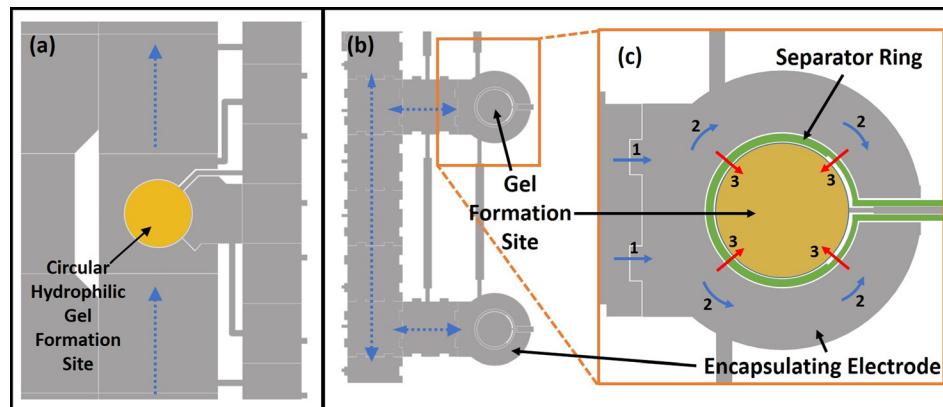 (a)
Circular
Hydrophilic
Gel
Formation
Site
(b)
Gel
Formation
Site
(c)
Separator Ring
1
2
2
3
3
1
3
3
2
2
Encapsulating Electrode